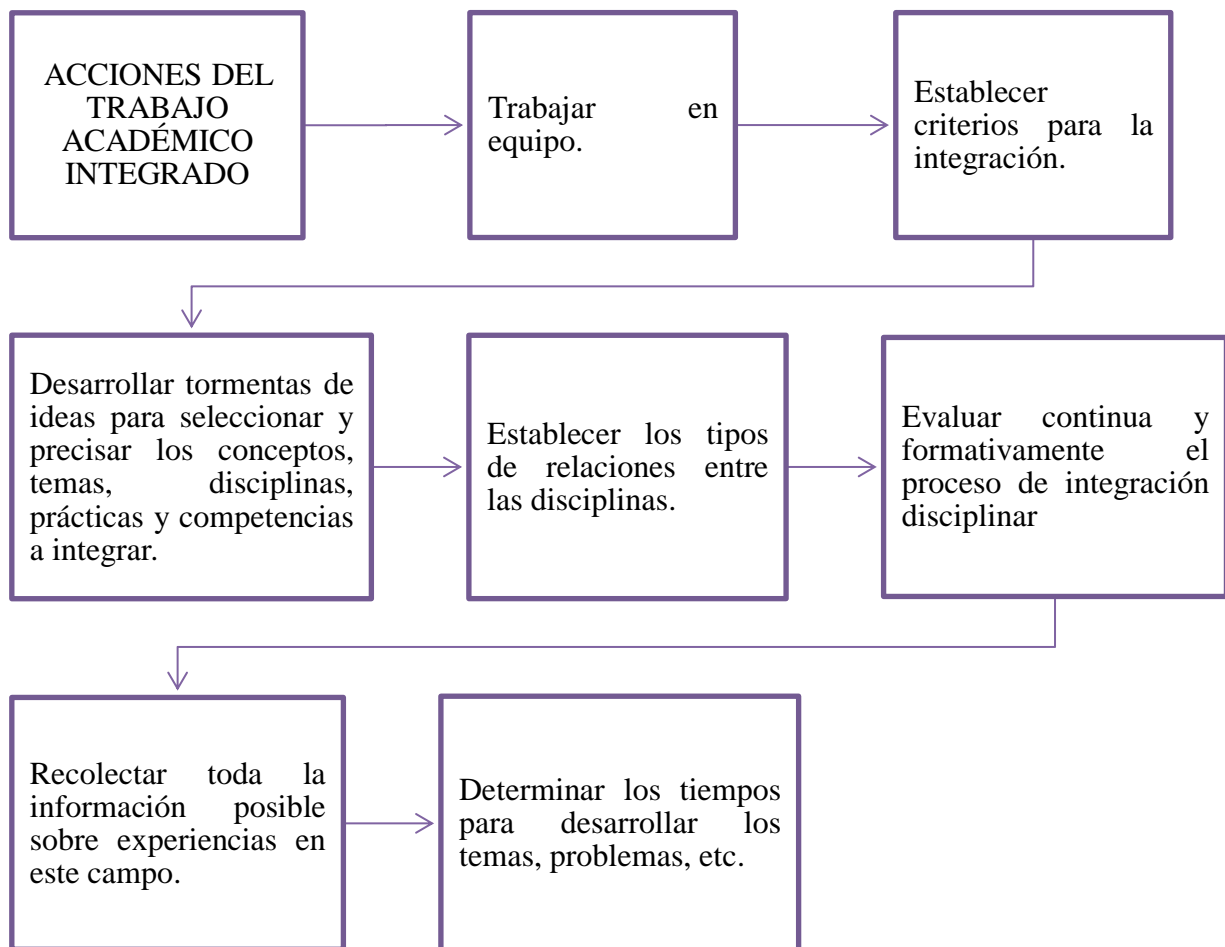 ACCIONES DEL
TRABAJO
ACADÉMICO
INTEGRADO
Trabajar en
equipo.
Establecer
criterios para la
integración.
Desarrollar tormentas de
ideas para seleccionar y
precisar los conceptos,
temas, disciplinas,
prácticas y competencias
a integrar.
Establecer los tipos
de relaciones entre
las disciplinas.
Evaluar continua y
formativamente el
proceso de integración
disciplinar
Recolectar toda la
información posible
sobre experiencias en
este campo.
Determinar los tiempos
para desarrollar los
temas, problemas, etc.